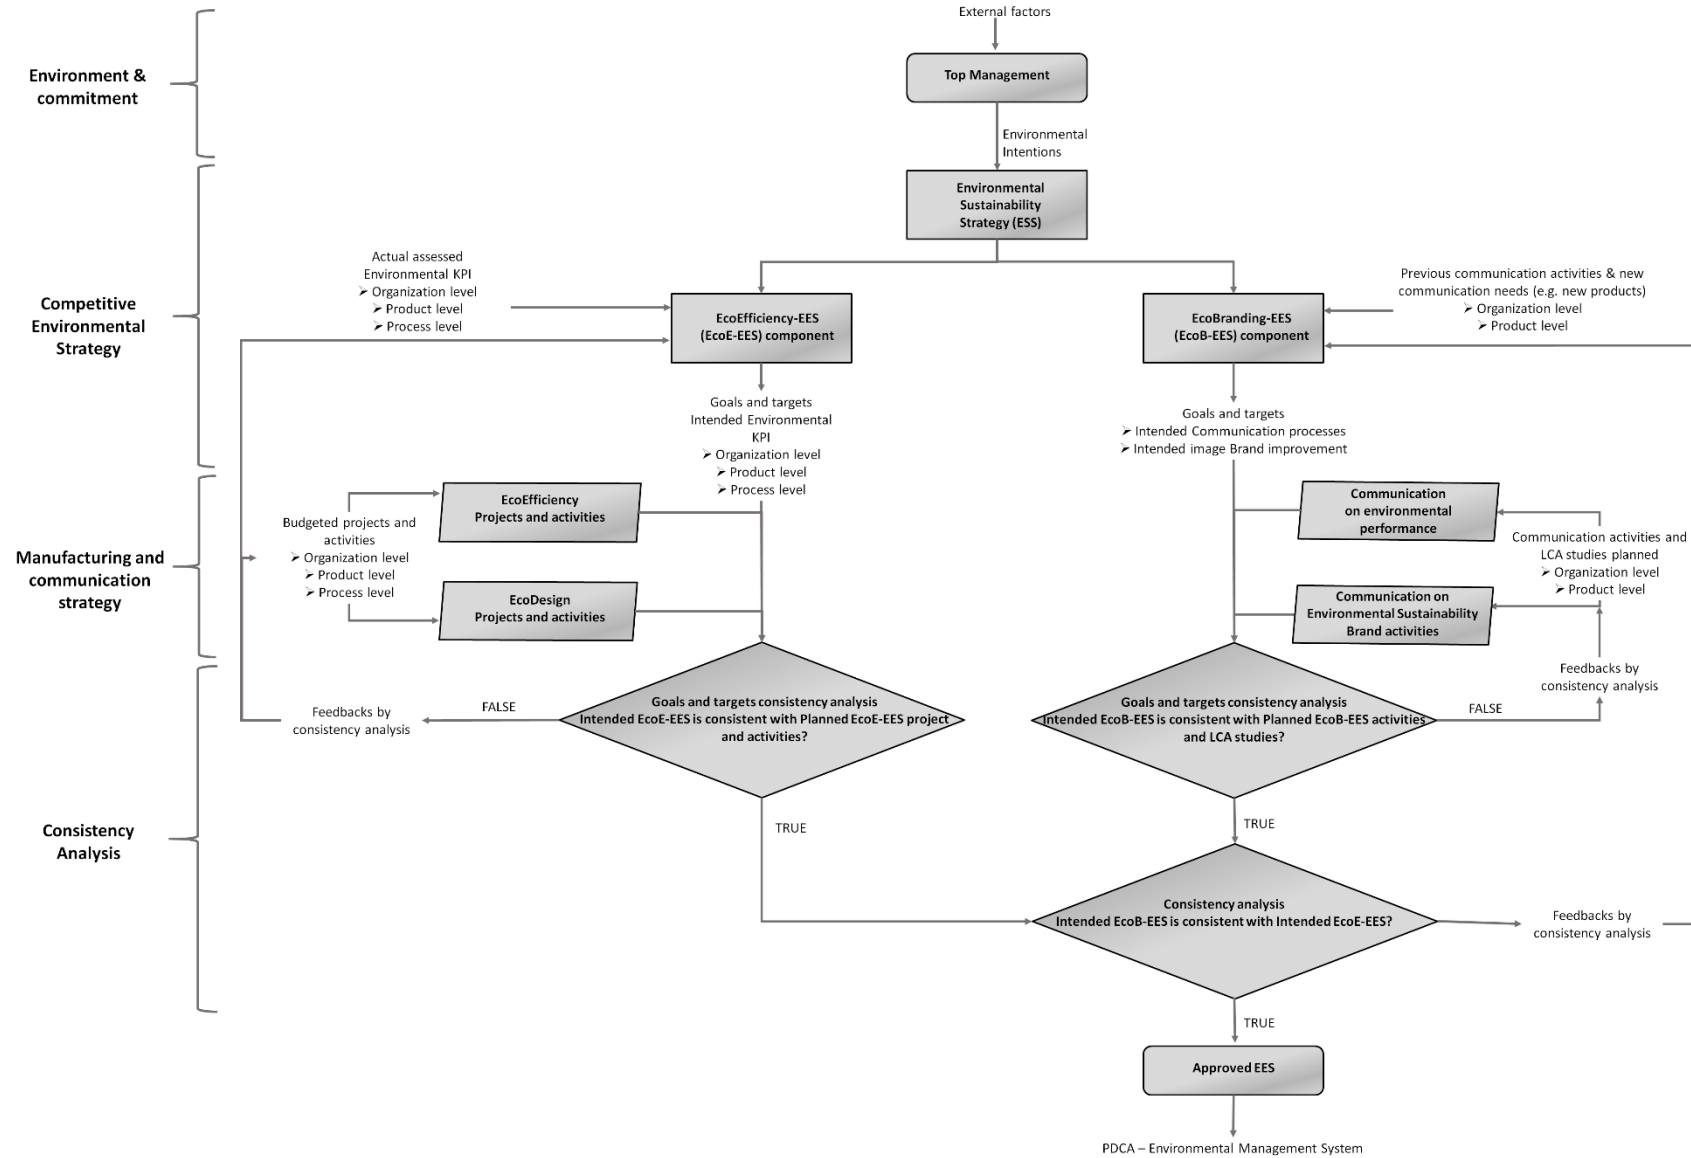 External factors
Environment &
commitment
Top Management
Environmental
Intentions
Environmental
Sustainability
Strategy (ESS)
Competitive
Environmental
Strategy
Actual assessed
Environmental KPI
➢ Organization level
➢ Product level
➢ Process level
EcoEfficiency-EES
(EcoE-EES) component
EcoBranding-EES
(EcoB-EES) component
Previous communication activities & new
communication needs (e.g. new products)
➢ Organization level
➢ Product level
Goals and targets
Intended Environmental
KPI
➢ Organization level
➢ Product level
➢ Process level
Goals and targets
➢ Intended Communication processes
➢ Intended image Brand improvement
Manufacturing and
communication
strategy
Budgeted projects and
activities
➢ Organization level
➢ Product level
➢ Process level
EcoEfficiency
Projects and activities
EcoDesign
Projects and activities
Communication
on environmental
performance
Communication activities and
LCA studies planned
➢ Organization level
➢ Product level
Communication on
Environmental Sustainability
Brand activities
Feedbacks by
consistency analysis
Consistency
Analysis
Feedbacks by
consistency analysis
FALSE
Goals and targets consistency analysis
Intended EcoE-EES is consistent with Planned EcoE-EES project
and activities?
Goals and targets consistency analysis
Intended EcoB-EES is consistent with Planned EcoB-EES activities
and LCA studies?
FALSE
TRUE
TRUE
Consistency analysis
Intended EcoB-EES is consistent with Intended EcoE-EES?
Feedbacks by
consistency analysis
TRUE
Approved EES
PDCA – Environmental Management System